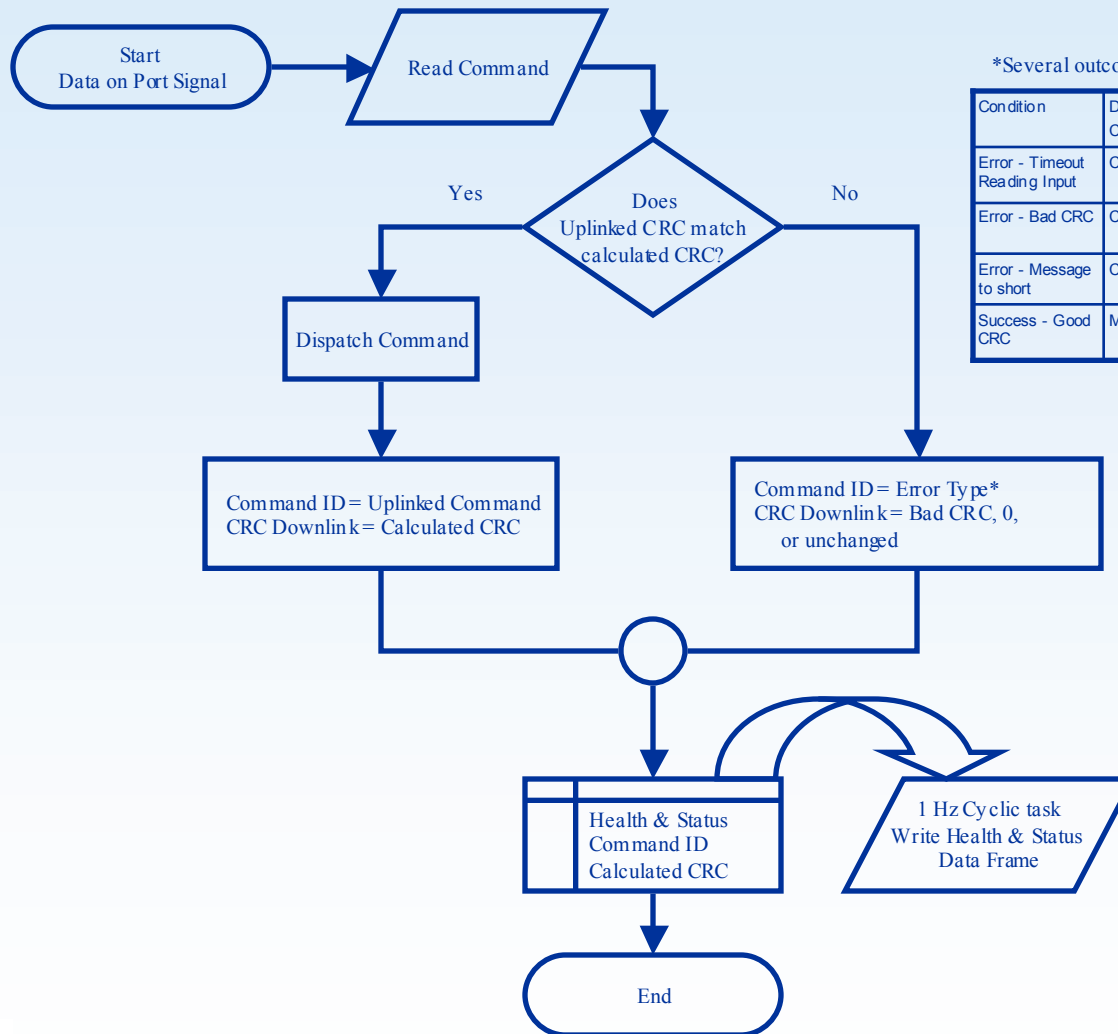 Start
Data on Port Signal
Read Command
*Several
Does
Uplinked CRC match
calculated CRC?
Yes
No
Condition
Error - Timeout
Reading Input
Error - Bad CRC
Error - Message
to short
Success - Good
CRC
Dispatch Command
Command ID = Uplinked Command
CRC Downlink = Calculated CRC
Command ID = Error Type*
CRC Downlink = Bad CRC, 0,
or unchanged
Health & Status
Command ID
Calculated CRC
1 Hz Cyclic task
Write Health & Status
Data Frame
End